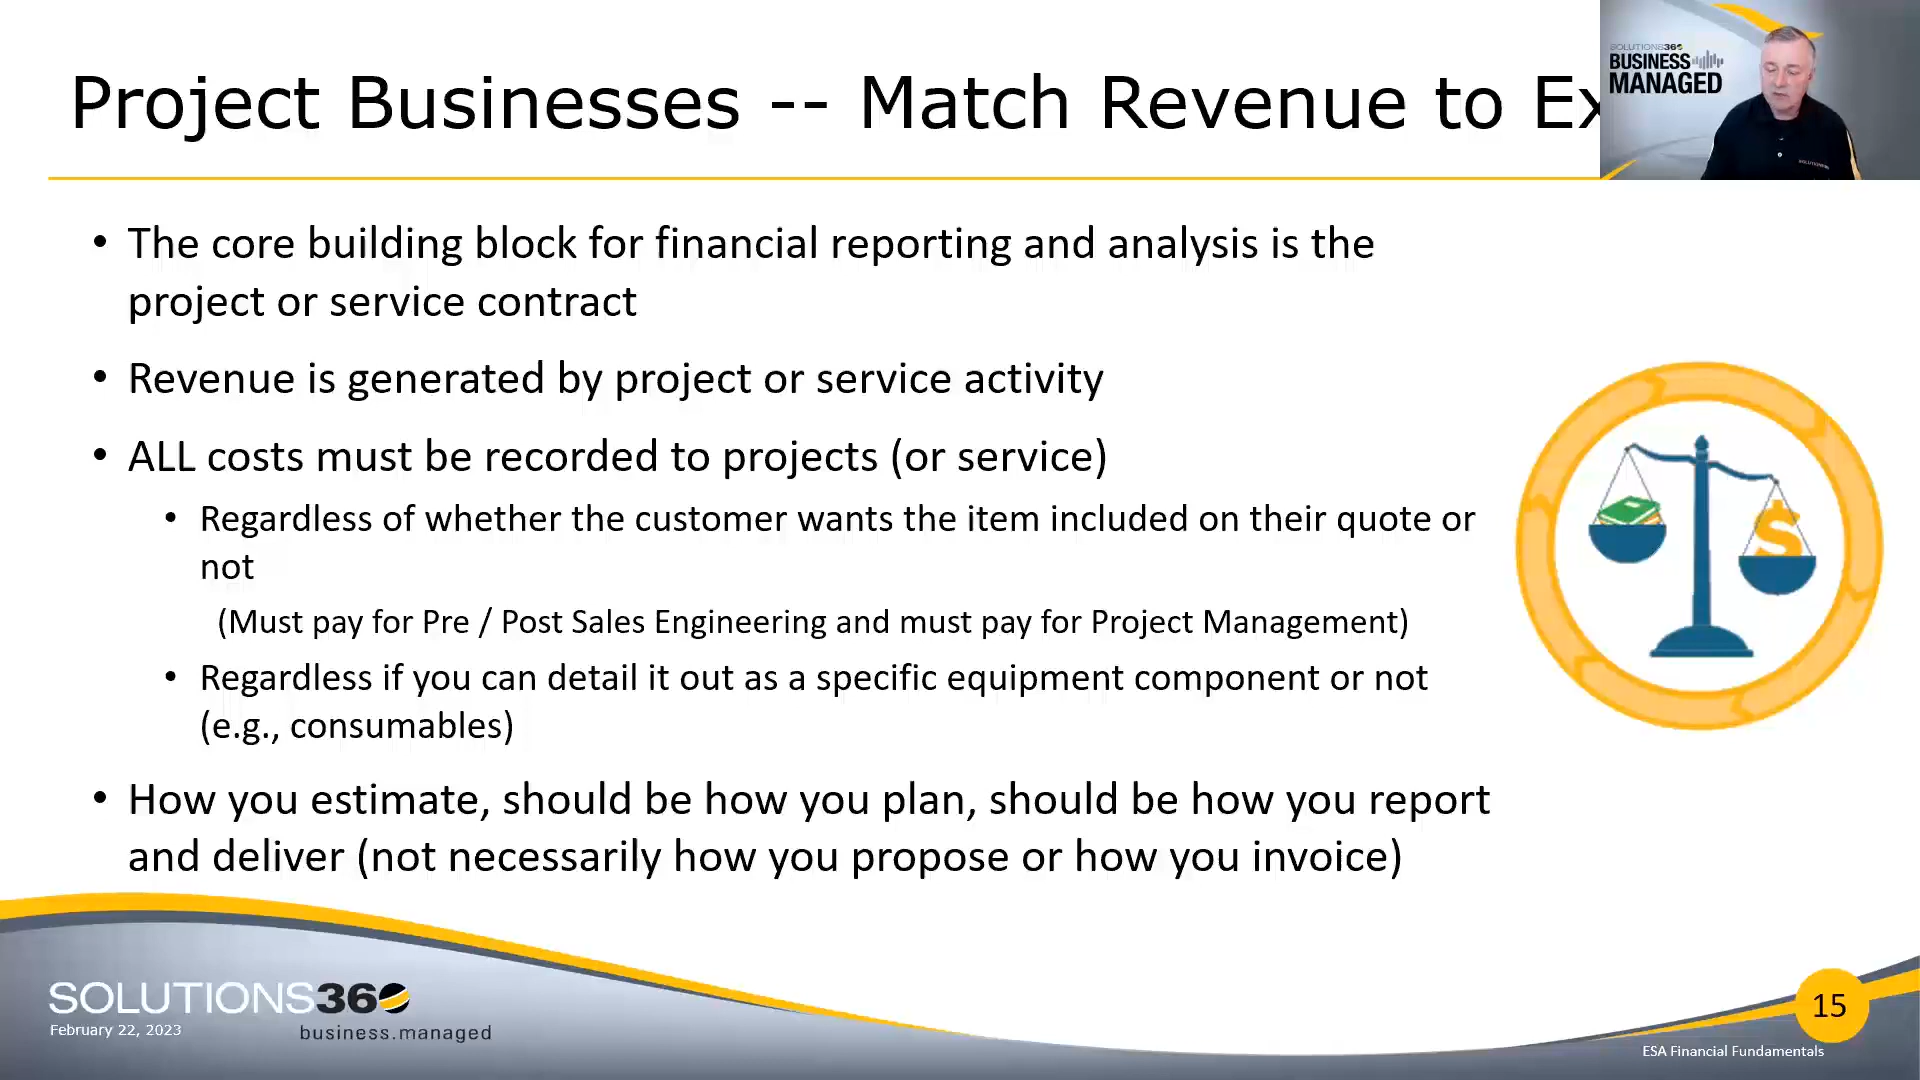 Project Businesses -- Match Revenue to Ex
SOLUTIONS360
BUSINESS
MANAGED
• The core building block for financial reporting and analysis is the
project or service contract
• Revenue is generated by project or service activity
• ALL costs must be recorded to projects (or service)
• Regardless of whether the customer wants the item included on their quote or
not
(Must pay for Pre / Post Sales Engineering and must pay for Project Management)
• Regardless if you can detail it out as a specific equipment component or not
(e.g., consumables)
• How you estimate, should be how you plan, should be how you report
and deliver (not necessarily how you propose or how you invoice)
$
SOLUTIONS360
February 22, 2023
business.managed
15
ESA Financial Fundamentals